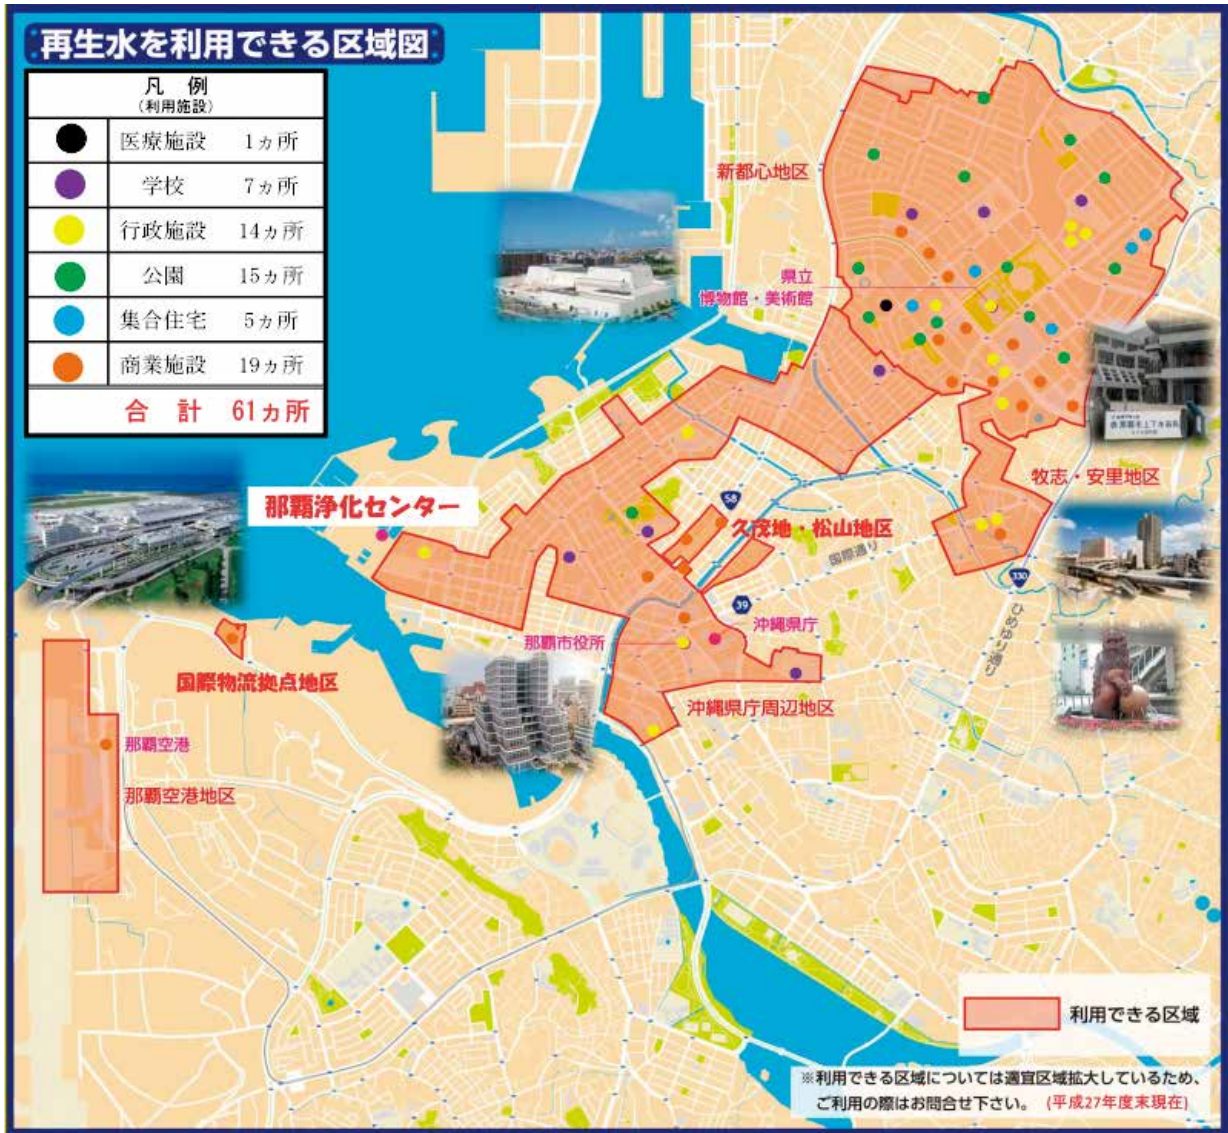 再生水を利用できる区域図
凡 例
(利用施設)
医療施設 1ヵ所
学校 7ヵ所
行政施設 14ヵ所
公園 15ヵ所
集合住宅 5ヵ所
商業施設 19ヵ所
合 計 61ヵ所
新都心地区
県立
博物館・美術館
牧志・安里地区
那覇浄化センター
58
久茂地・松山地区
国際通り
330
39
ひめゆり通り
沖縄県庁
那覇市役所
国際物流拠点地区
沖縄県庁周辺地区
那覇空港
那覇空港地区
利用できる区域
※利用できる区域については適宜区域拡大しているため、
ご利用の際はお問合せ下さい。 (平成27年度末現在)